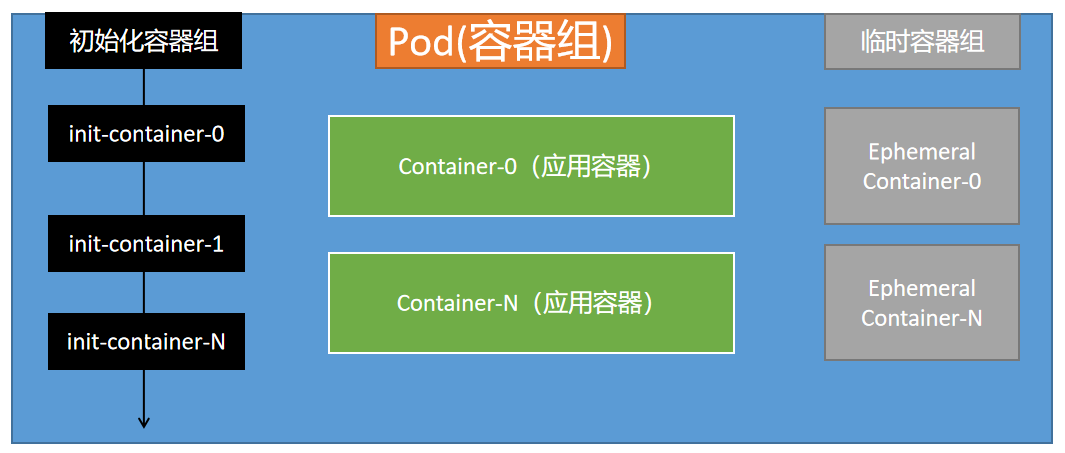 初始化容器组
Pod(容器组)
临时容器组
init-container-0
init-container-1
init-container-N
Container-0（应用容器）
Container-N（应用容器）
Ephemeral
Container-0
Ephemeral
Container-N